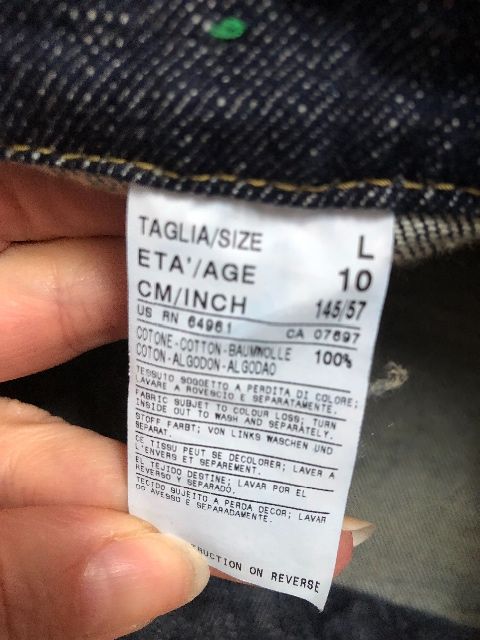 TAGLIA/SIZE L
ETA'/AGE 10
CM/INCH 145/57
US RN 64961 CA 07697
COTONE-COTTON-BAUMWOLLE 100%
COTON-ALGODON-ALGODAO
TESSUTO SOGGETTO A PERDITA DI COLORE;
LAVARE A ROVESCIO E SEPARATAMENTE.
FABRIC SUBJECT TO COLOUR LOSS; TURN
INSIDE OUT TO WASH AND SEPARATELY.
STOFF FARBT; VON LINKS WASCHEN UND
SEPARAT.
CE TISSU PEUT SE DECOLORER; LAVER A
L'ENVERS ET SEPAREMENT.
EL TEJIDO DESTINE; LAVAR POR EL
REVERSO Y SEPARADO.
TECIDO SUJEITO A PERDA DECOR; LAVAR
DO AVESSO E SEPARADAMENTE.
ON REVERSE